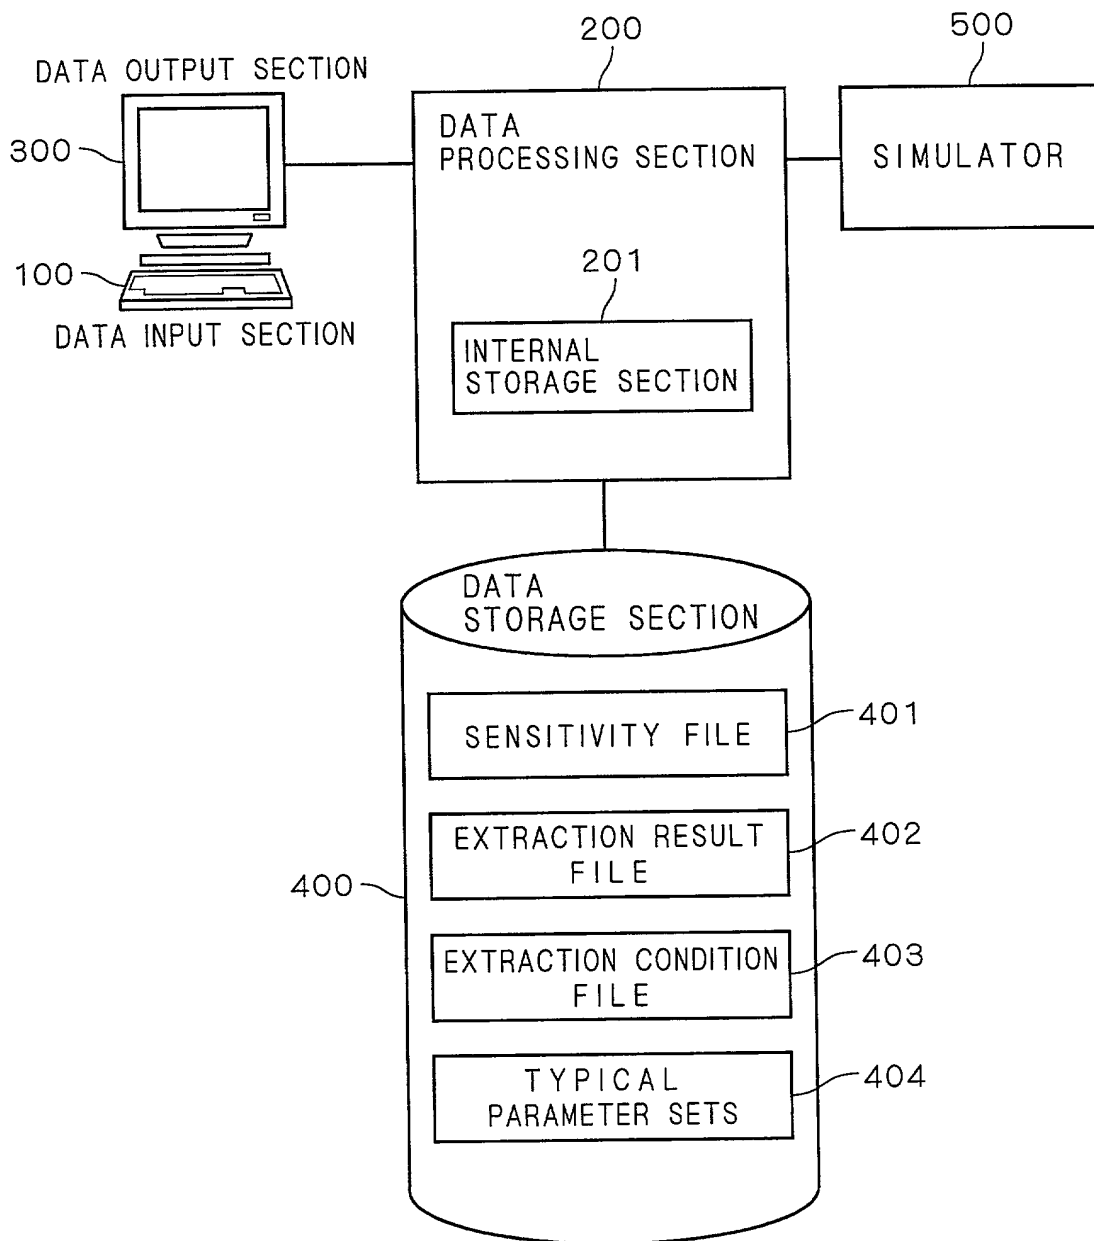 200
500
DATA OUTPUT SECTION
300
DATA
PROCESSING SECTION
SIMULATOR
100
DATA INPUT SECTION
201
INTERNAL
STORAGE SECTION
DATA
STORAGE SECTION
400
SENSITIVITY FILE
401
EXTRACTION RESULT
FILE
402
EXTRACTION CONDITION
FILE
403
TYPICAL
PARAMETER SETS
404